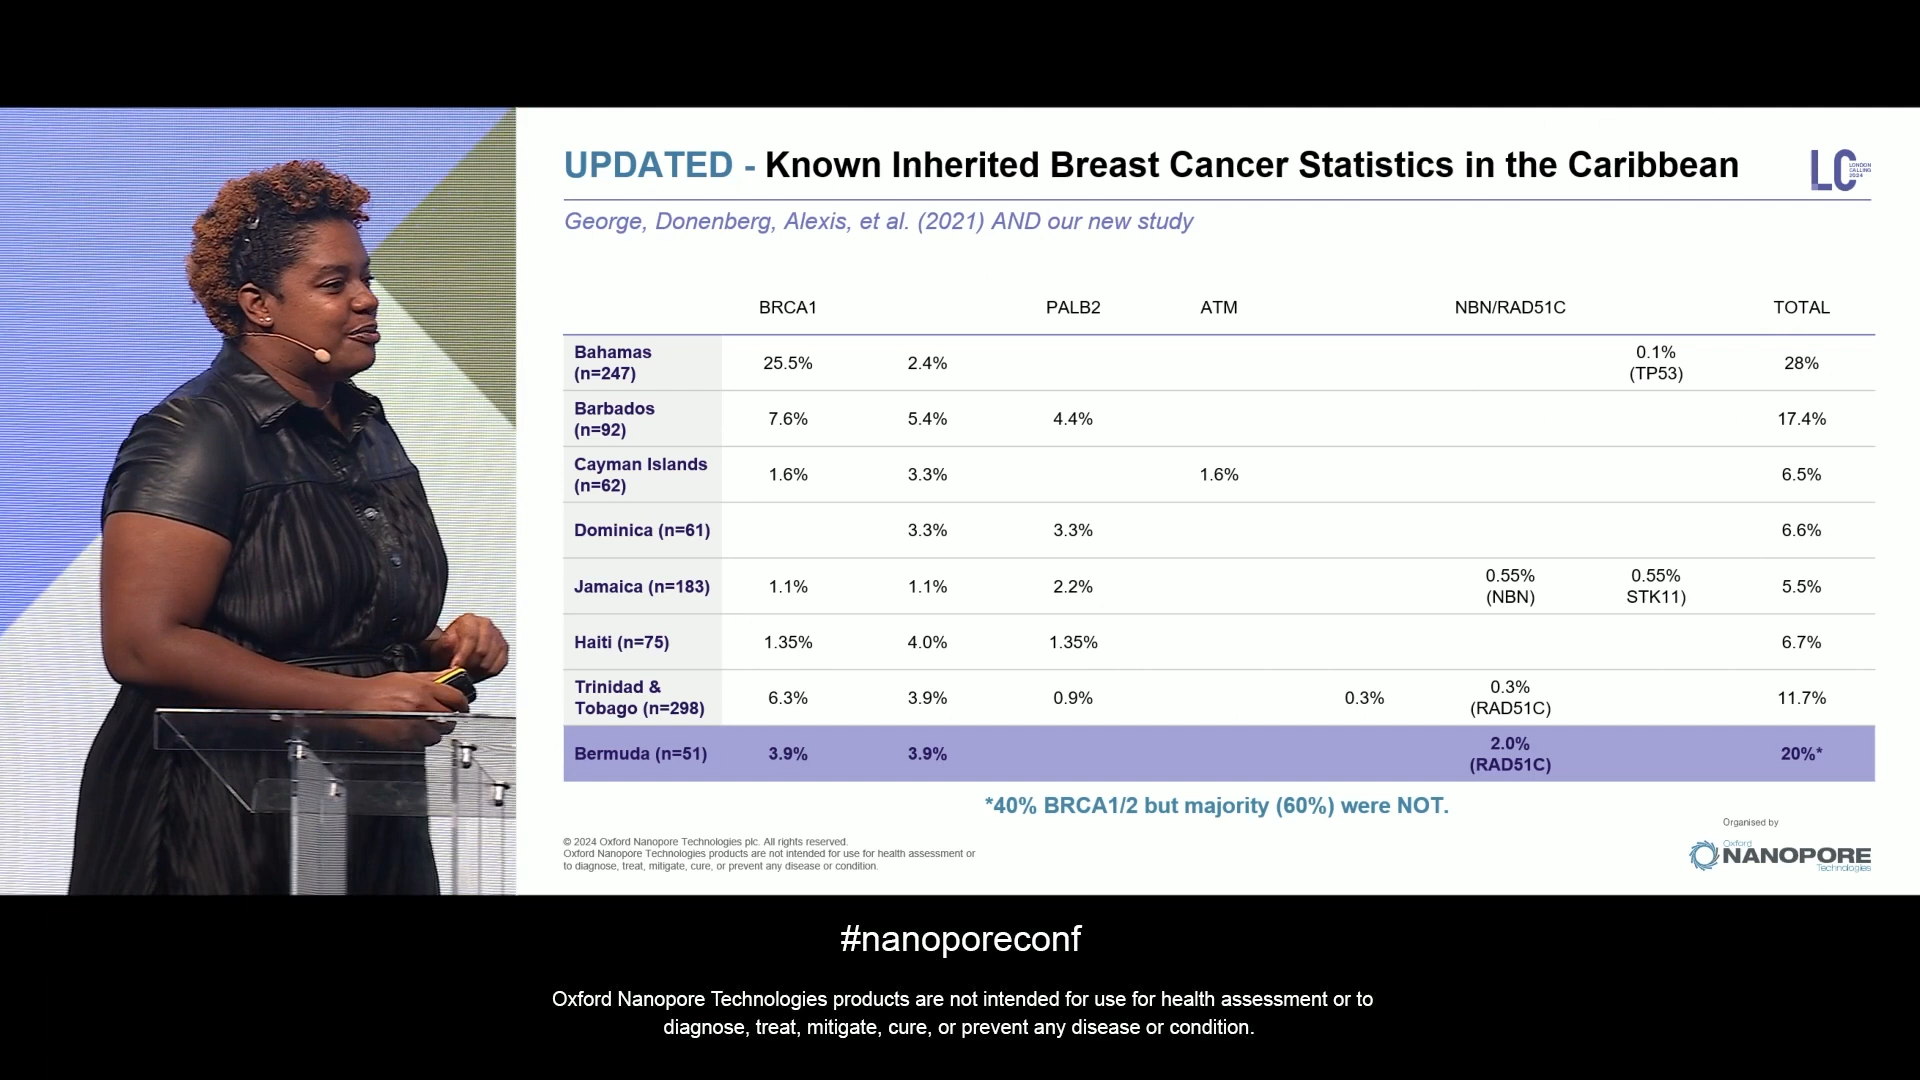 UPDATED - Known Inherited Breast Cancer Statistics in the Caribbean
LC LONDON
CALLING
2024
George, Donenberg, Alexis, et al. (2021) AND our new study
BRCA1 PALB2 ATM NBN/RAD51C TOTAL
Bahamas
(n=247) 25.5% 2.4% 0.1%
(TP53) 28%
Barbados
(n=92) 7.6% 5.4% 4.4% 17.4%
Cayman Islands
(n=62) 1.6% 3.3% 1.6% 6.5%
Dominica (n=61) 3.3% 3.3% 6.6%
Jamaica (n=183) 1.1% 1.1% 2.2% 0.55%
(NBN) 0.55%
STK11) 5.5%
Haiti (n=75) 1.35% 4.0% 1.35% 6.7%
Trinidad &
Tobago (n=298) 6.3% 3.9% 0.9% 0.3% 0.3%
(RAD51C) 11.7%
Bermuda (n=51) 3.9% 3.9% 2.0%
(RAD51C) 20%*
*40% BRCA1/2 but majority (60%) were NOT.
© 2024 Oxford Nanopore Technologies plc. All rights reserved.
Oxford Nanopore Technologies products are not intended for use for health assessment or
to diagnose, treat, mitigate, cure, or prevent any disease or condition.
Organised by
Oxford
NANOPORE
Technologies
#nanoporeconf
Oxford Nanopore Technologies products are not intended for use for health assessment or to
diagnose, treat, mitigate, cure, or prevent any disease or condition.